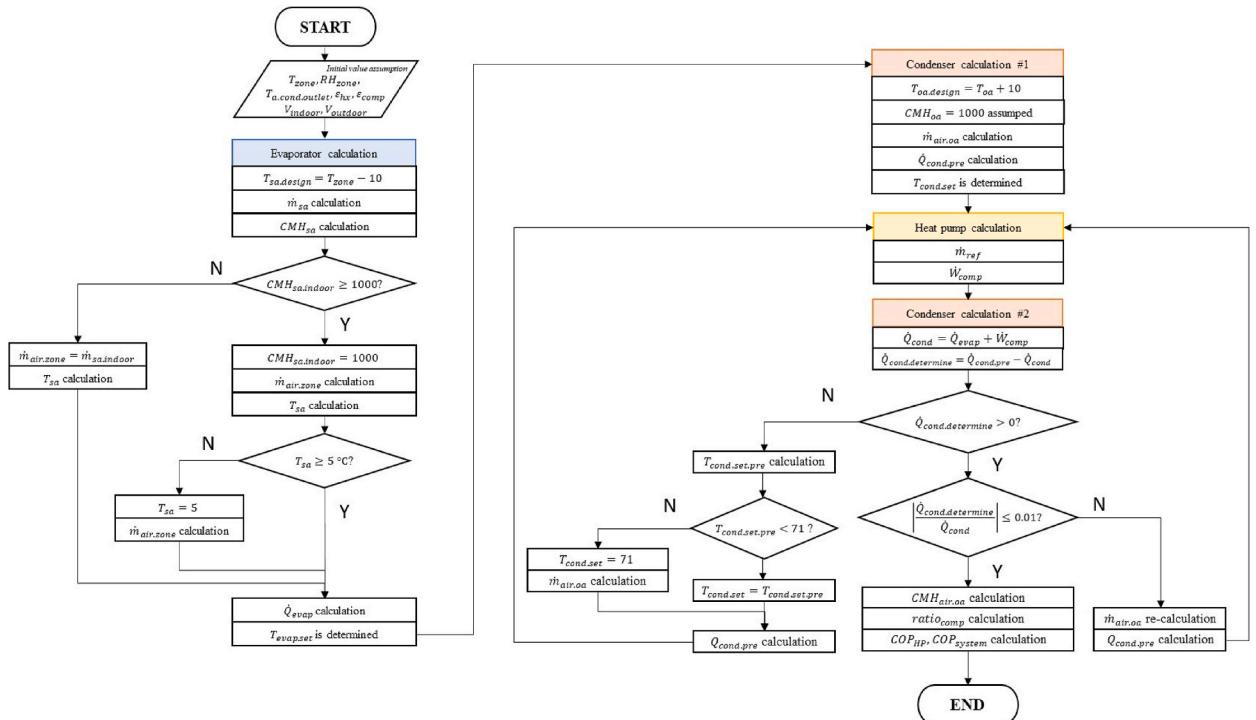 START
Initial value assumption
T_zone, RH_zone,
T_a.cond.outlet, ε_hx, ε_comp
V_indoor, V_outdoor
Evaporator calculation
T_sa.design = T_zone − 10
ṁ_sa calculation
CMH_sa calculation
CMH_sa.indoor ≥ 1000?
N
Y
ṁ_air.zone = ṁ_sa.indoor
T_sa calculation
CMH_sa.indoor = 1000
ṁ_air.zone calculation
T_sa calculation
T_sa ≥ 5 °C?
N
Y
T_sa = 5
ṁ_air.zone calculation
Q̇_evap calculation
T_evap.set is determined
Condenser calculation #1
T_oa.design = T_oa + 10
CMH_oa = 1000 assumped
ṁ_air.oa calculation
Q̇_cond.pre calculation
T_cond.set is determined
Heat pump calculation
ṁ_ref
Ẇ_comp
Condenser calculation #2
Q̇_cond = Q̇_evap + Ẇ_comp
Q̇_cond.determine = Q̇_cond.pre − Q̇_cond
Q̇_cond.determine > 0?
N
Y
T_cond.set.pre calculation
T_cond.set.pre < 71 ?
N
T_cond.set = 71
ṁ_air.oa calculation
T_cond.set = T_cond.set.pre
Q_cond.pre calculation
|Q̇_cond.determine / Q̇_cond| ≤ 0.01?
N
Y
CMH_air.oa calculation
ratio_comp calculation
COP_HP, COP_system calculation
ṁ_air.oa re-calculation
Q_cond.pre calculation
END